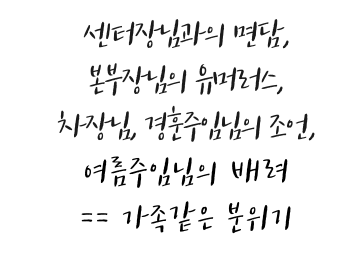 센터장님과의 면담,
본부장님의 유머러스,
차장님, 경훈주임님의 조언,
여름주임님의 배려
== 가족같은 분위기